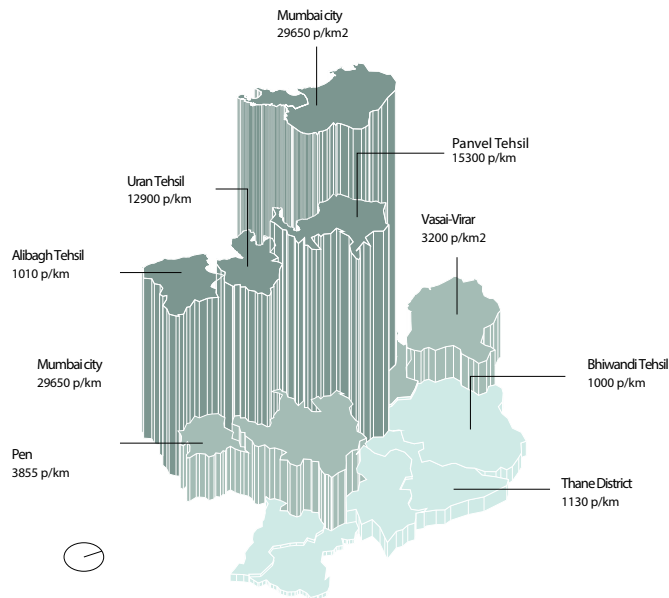 Mumbai city
29650 p/km2
Panvel Tehsil
15300 p/km
Uran Tehsil
12900 p/km
Vasai-Virar
3200 p/km2
Alibagh Tehsil
1010 p/km
Mumbai city
29650 p/km
Bhiwandi Tehsil
1000 p/km
Pen
3855 p/km
Thane District
1130 p/km